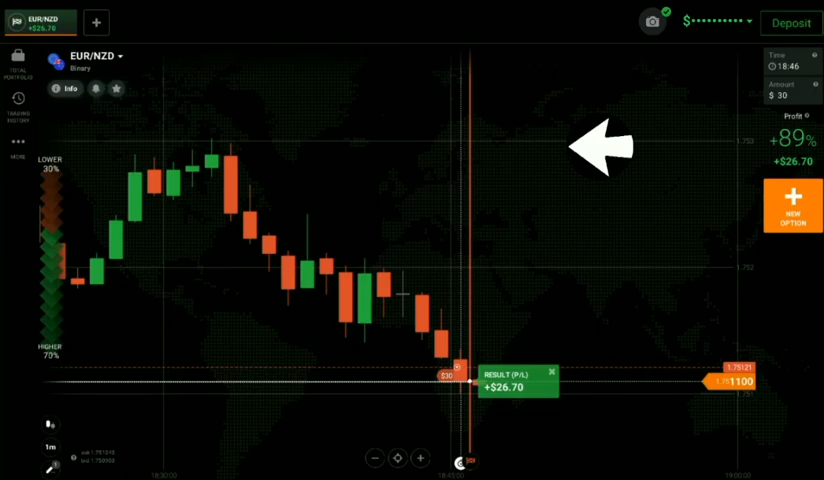 EUR/NZD
+$26.70
$
Deposit
EUR/NZD
Binary
Info
TOTAL
PORTFOLIO
TRADING
HISTORY
MORE
LOWER
30%
HIGHER
70%
1m
Time
18:46
Amount
$ 30
Profit
+89%
+$26.70
NEW
OPTION
1.753
1.752
1.75121
1.751100
1.751
$30
RESULT (P/L)
+$26.70
18:30:00
18:45:00
19:00:00